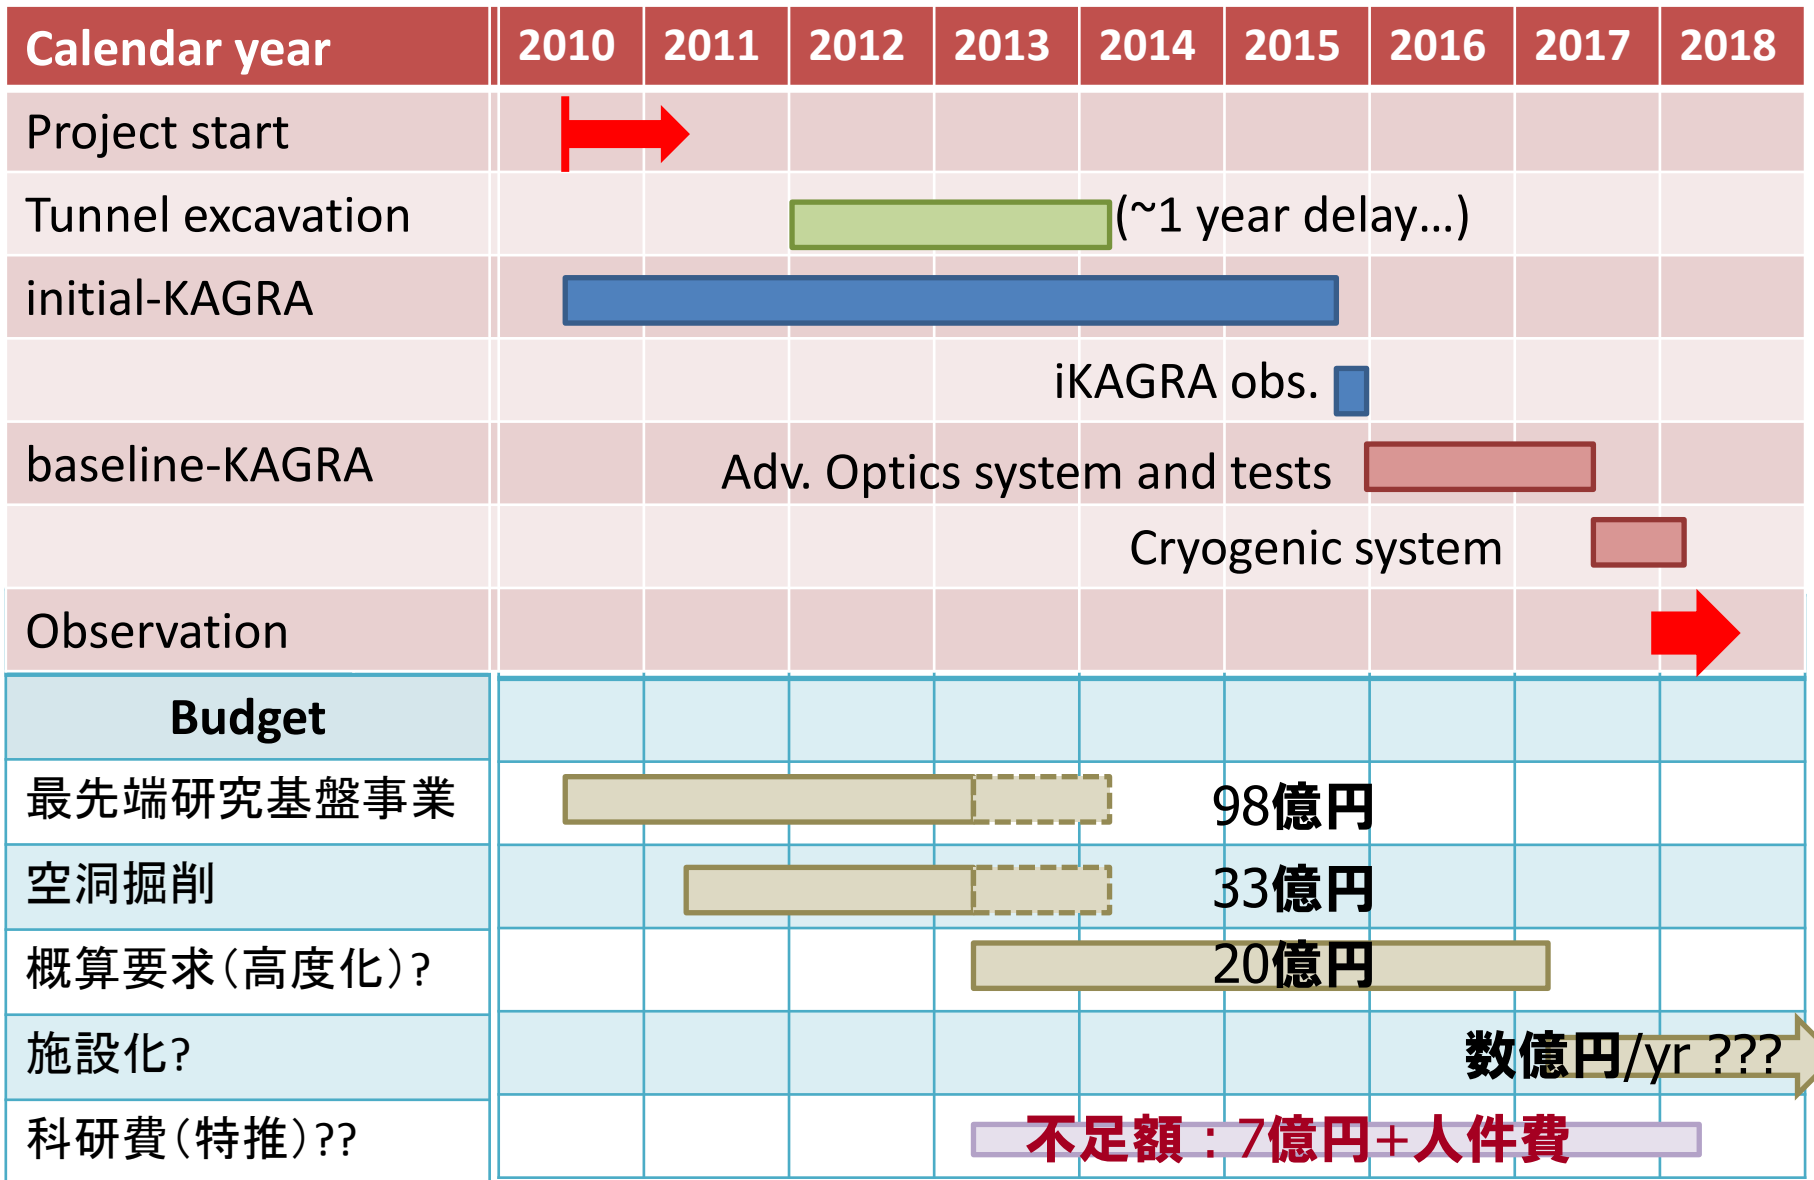 Calendar year 2010 2011 2012 2013 2014 2015 2016 2017 2018
Project start
Tunnel excavation (~1 year delay...)
initial-KAGRA
iKAGRA obs.
baseline-KAGRA Adv. Optics system and tests
Cryogenic system
Observation
Budget
最先端研究基盤事業 98億円
空洞掘削 33億円
概算要求(高度化)? 20億円
施設化? 数億円/yr ???
科研費(特推)?? 不足額:7億円+人件費